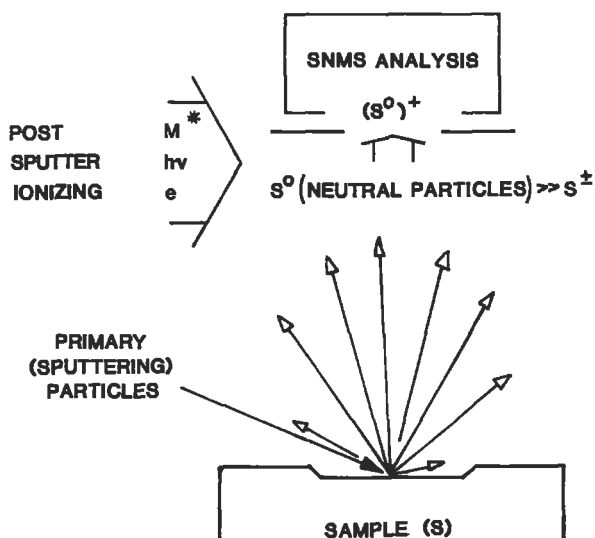 SNMS ANALYSIS
(S⁰)⁺
POST
SPUTTER
IONIZING
M*
hν
e
S⁰(NEUTRAL PARTICLES)≫S±
PRIMARY
(SPUTTERING)
PARTICLES
SAMPLE (S)